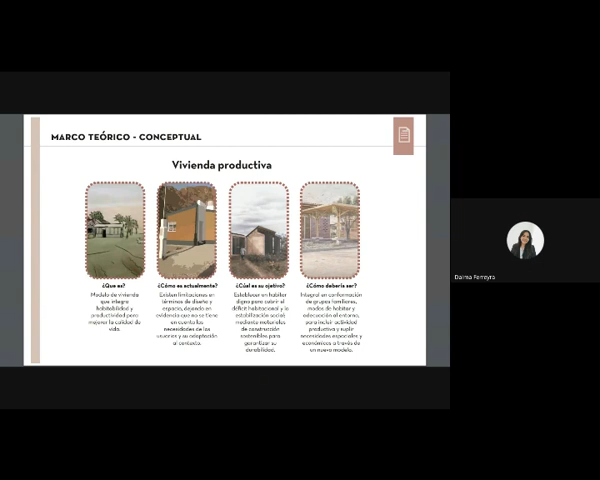 MARCO TEÓRICO - CONCEPTUAL
Vivienda productiva
¿Que es?
Modelo de vivienda
que integra
habitabilidad y
productividad para
mejorar la calidad de
vida.
¿Cómo es actualmente?
Existen limitaciones en
términos de diseño y
espacio, dejando en
evidencia que no se tiene
en cuenta las
necesidades de los
usuarios y su adaptación
al contexto.
¿Cúal es su ojetivo?
Establecer un habitar
digno para cubrir el
déficit habitacional y la
estabilización social
mediante materiales
de construcción
sostenibles para
garantizar su
durabilidad.
¿Cómo debería ser?
Integral en conformación
de grupos familiares,
modos de habitar y
adecuación al entorno,
para incluir actividad
productiva y suplir
necesidades espaciales y
económicas a través de
un nuevo modelo.
Daima Ferreyra